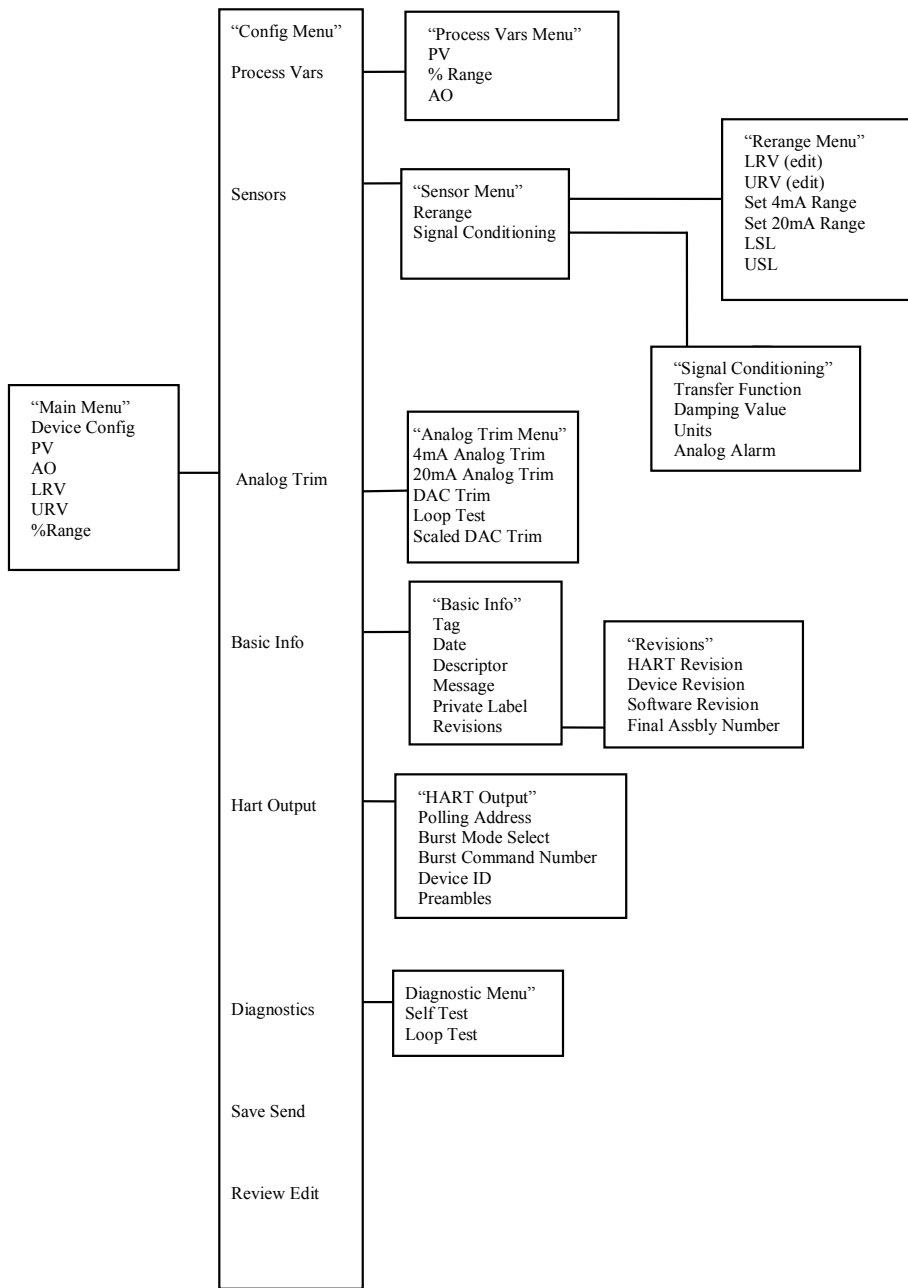 “Main Menu”
Device Config
PV
AO
LRV
URV
%Range
“Config Menu”
Process Vars
Sensors
Analog Trim
Basic Info
Hart Output
Diagnostics
Save Send
Review Edit
“Process Vars Menu”
PV
% Range
AO
“Sensor Menu”
Rerange
Signal Conditioning
“Rerange Menu”
LRV (edit)
URV (edit)
Set 4mA Range
Set 20mA Range
LSL
USL
“Signal Conditioning”
Transfer Function
Damping Value
Units
Analog Alarm
“Analog Trim Menu”
4mA Analog Trim
20mA Analog Trim
DAC Trim
Loop Test
Scaled DAC Trim
“Basic Info”
Tag
Date
Descriptor
Message
Private Label
Revisions
“Revisions”
HART Revision
Device Revision
Software Revision
Final Assbly Number
“HART Output”
Polling Address
Burst Mode Select
Burst Command Number
Device ID
Preambles
Diagnostic Menu”
Self Test
Loop Test